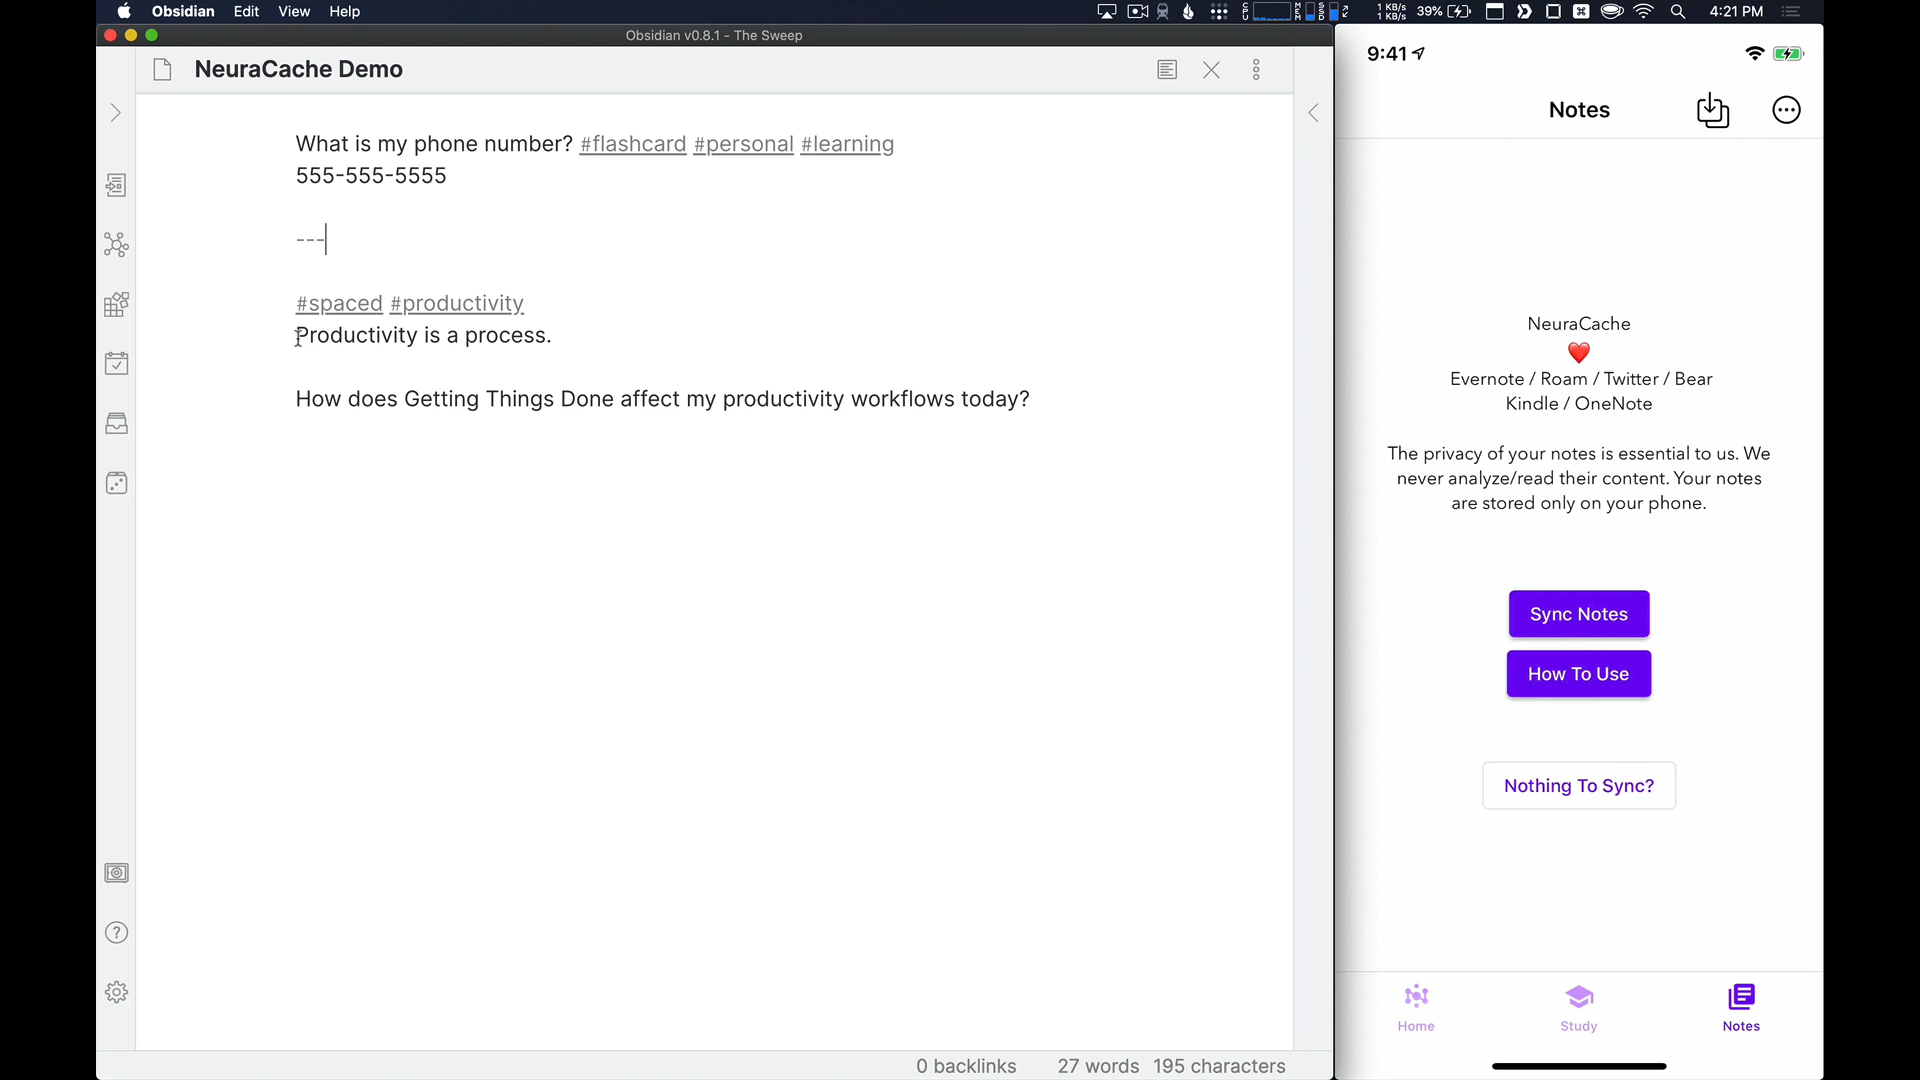 Obsidian Edit View Help
1 KB/s
1 KB/s
39%
4:21 PM
Obsidian v0.8.1 - The Sweep
NeuraCache Demo
What is my phone number? #flashcard #personal #learning
555-555-5555
---
#spaced #productivity
Productivity is a process.
How does Getting Things Done affect my productivity workflows today?
0 backlinks 27 words 195 characters
9:41
Notes
NeuraCache
❤️
Evernote / Roam / Twitter / Bear
Kindle / OneNote
The privacy of your notes is essential to us. We
never analyze/read their content. Your notes
are stored only on your phone.
Sync Notes
How To Use
Nothing To Sync?
Home Study Notes